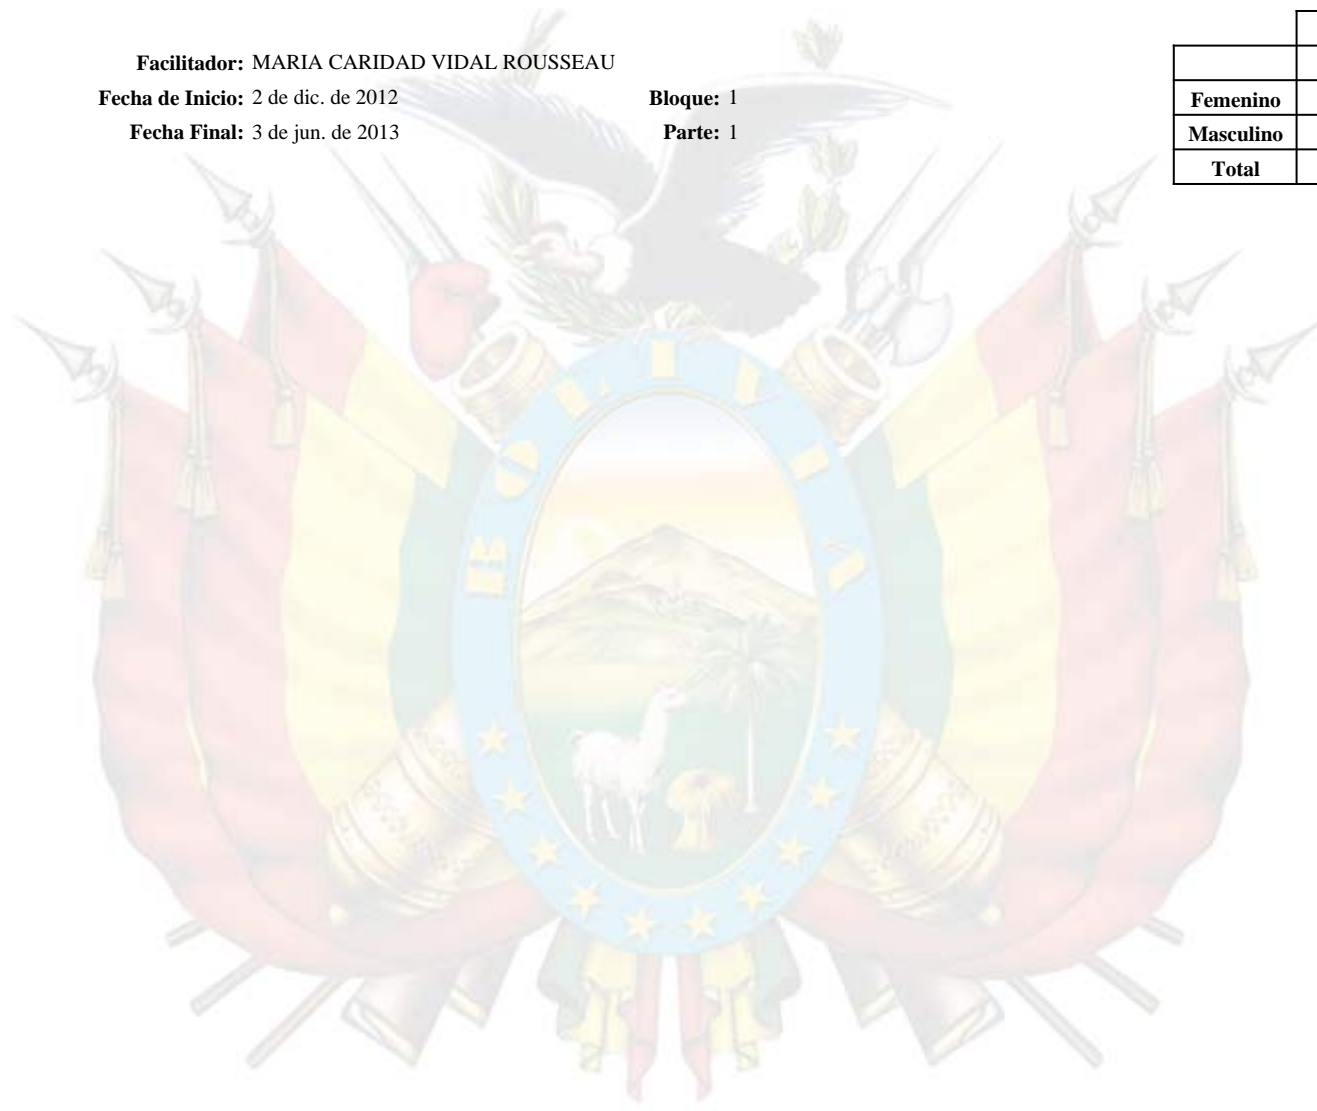 Facilitador: MARIA CARIDAD VIDAL ROUSSEAU
Fecha de Inicio: 2 de dic. de 2012 Bloque: 1
Fecha Final: 3 de jun. de 2013 Parte: 1
Femenino
Masculino
Total
BOLIVIA